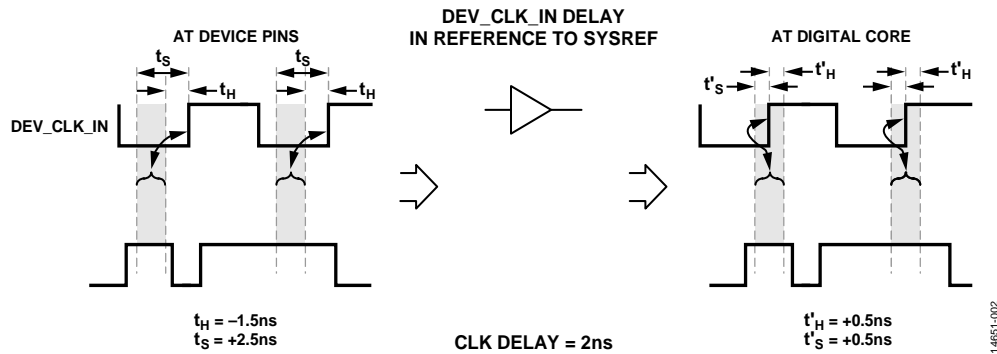 DEV_CLK_IN DELAY
IN REFERENCE TO SYSREF
AT DEVICE PINS
AT DIGITAL CORE
tS
tS
tH
tH
t'H
t'H
t'S
DEV_CLK_IN
tH = –1.5ns
tS = +2.5ns
CLK DELAY = 2ns
t'H = +0.5ns
t'S = +0.5ns
14651-002